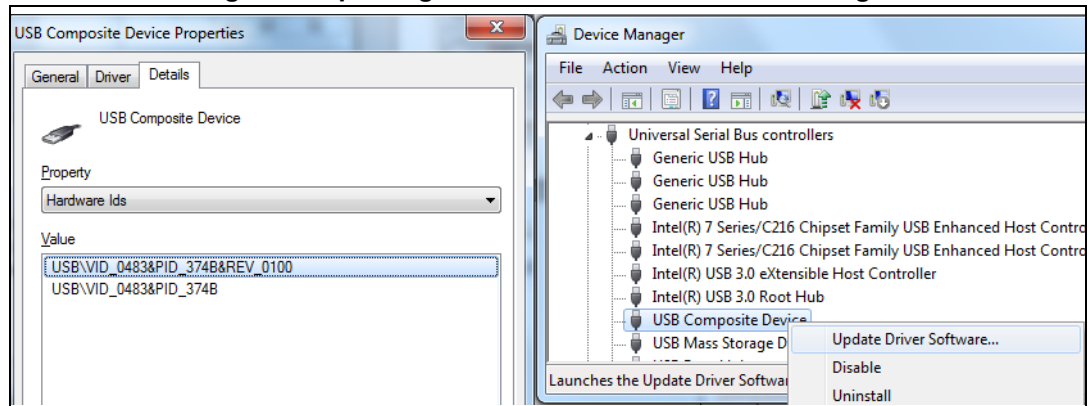 USB Composite Device Properties
General Driver Details
USB Composite Device
Property
Hardware Ids
Value
USB\VID_0483&PID_374B&REV_0100
USB\VID_0483&PID_374B
Device Manager
File Action View Help
Universal Serial Bus controllers
Generic USB Hub
Generic USB Hub
Generic USB Hub
Intel(R) 7 Series/C216 Chipset Family USB Enhanced Host Contro
Intel(R) 7 Series/C216 Chipset Family USB Enhanced Host Contro
Intel(R) USB 3.0 eXtensible Host Controller
Intel(R) USB 3.0 Root Hub
USB Composite Device
USB Mass Storage D
Launches the Update Driver Softwar
Update Driver Software...
Disable
Uninstall